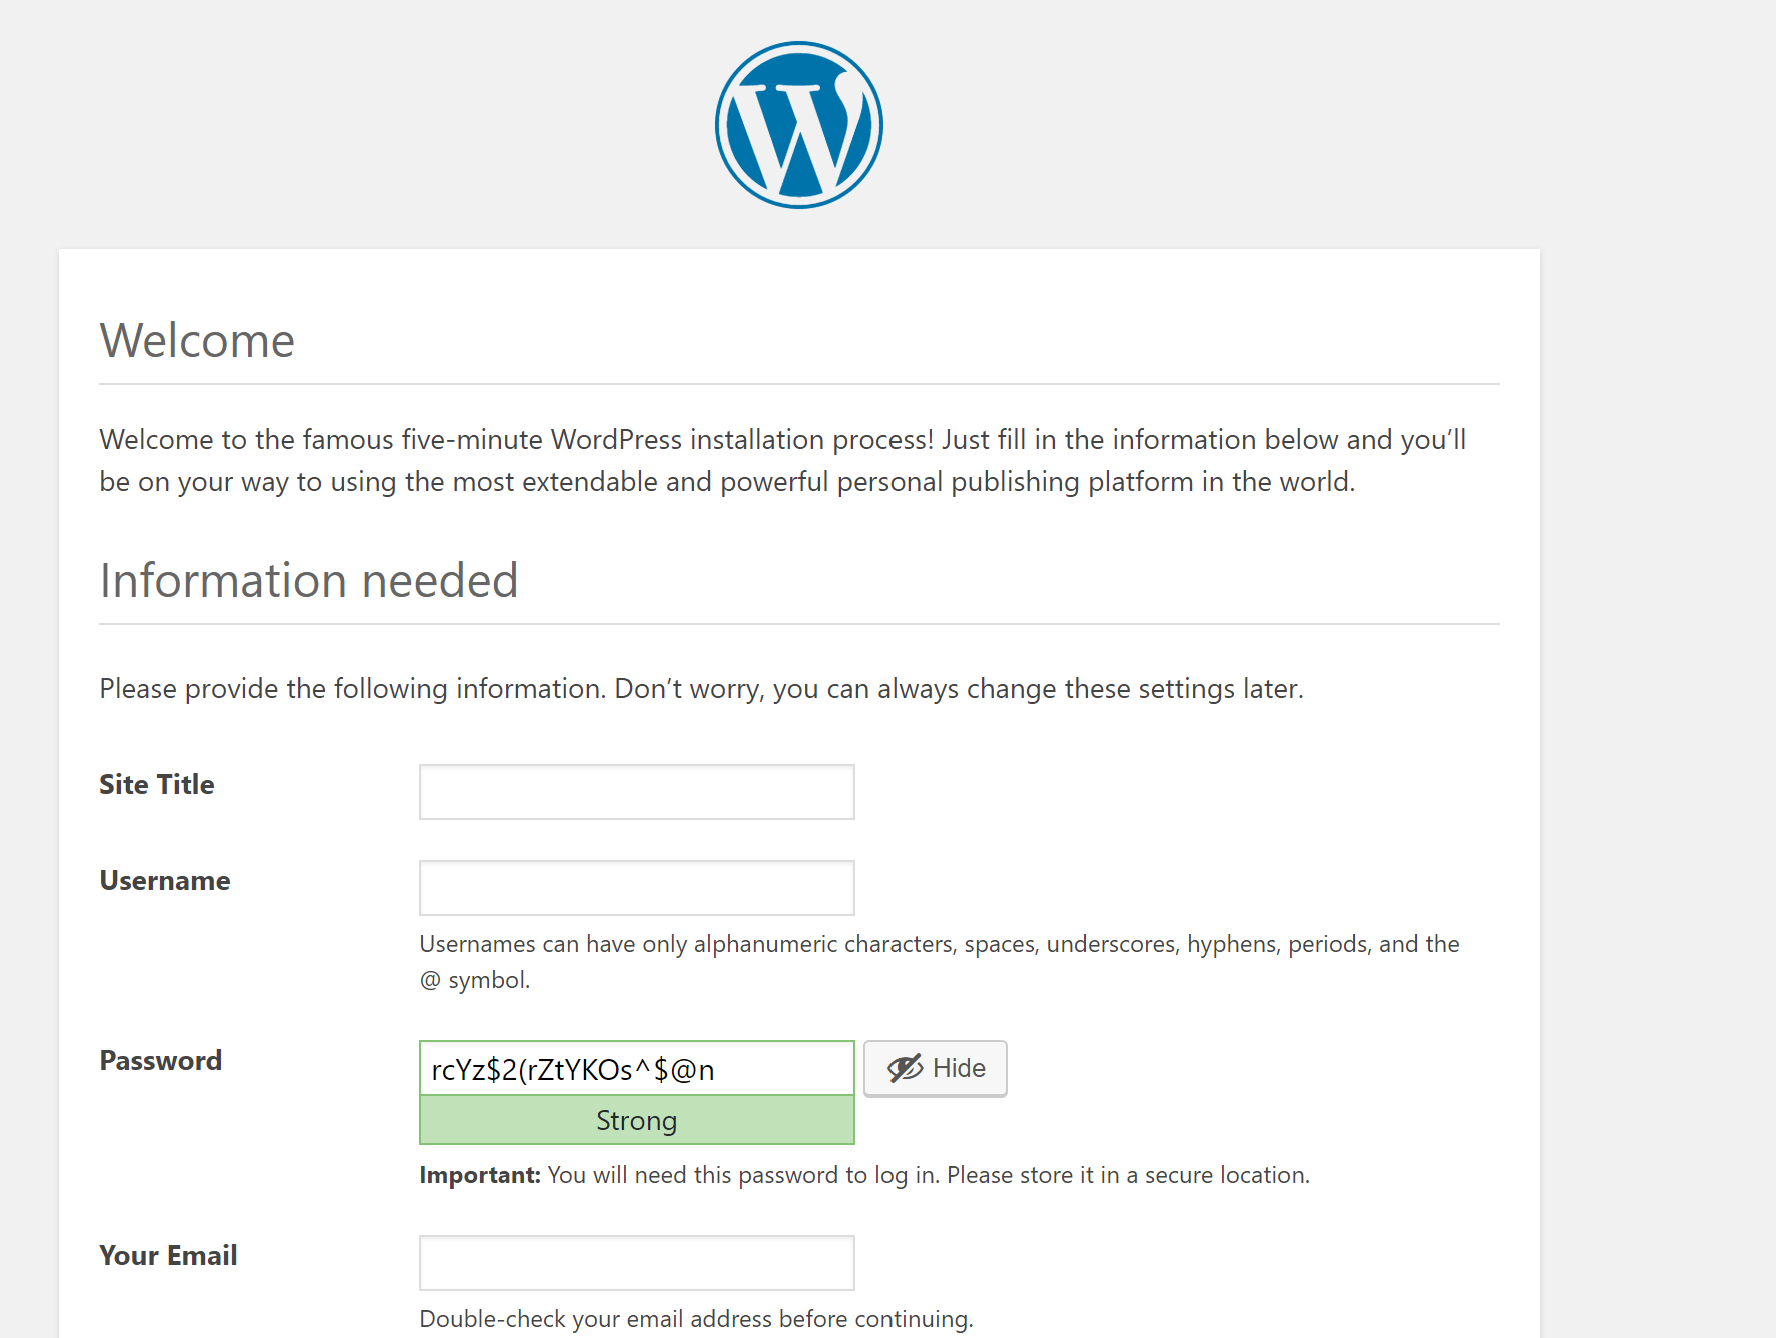 Welcome
Welcome to the famous five-minute WordPress installation process! Just fill in the information below and you’ll
be on your way to using the most extendable and powerful personal publishing platform in the world.
Information needed
Please provide the following information. Don’t worry, you can always change these settings later.
Site Title
Username
Usernames can have only alphanumeric characters, spaces, underscores, hyphens, periods, and the
@ symbol.
Password
rcYz$2(rZtYKOs^$@n
Hide
Strong
Important: You will need this password to log in. Please store it in a secure location.
Your Email
Double-check your email address before continuing.